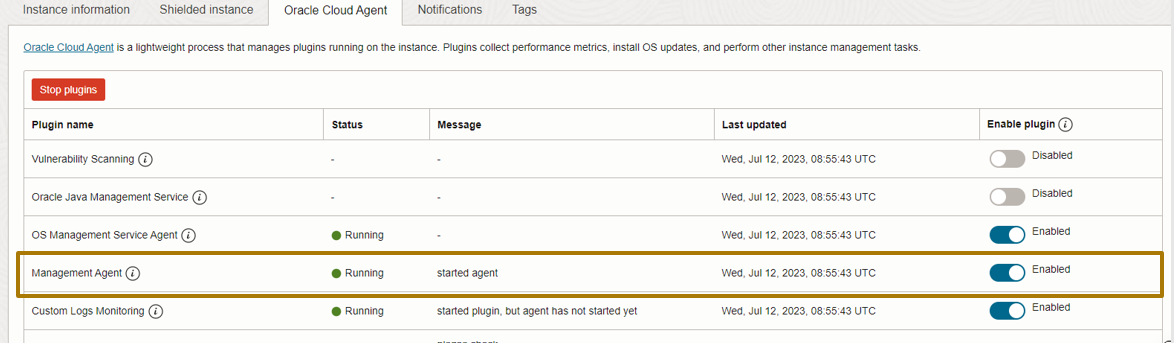 Instance information Shielded instance Oracle Cloud Agent Notifications Tags
Oracle Cloud Agent is a lightweight process that manages plugins running on the instance. Plugins collect performance metrics, install OS updates, and perform other instance management tasks.
Stop plugins
Plugin name Status Message Last updated Enable plugin
Vulnerability Scanning - - Wed, Jul 12, 2023, 08:55:43 UTC Disabled
Oracle Java Management Service - - Wed, Jul 12, 2023, 08:55:43 UTC Disabled
OS Management Service Agent Running - Wed, Jul 12, 2023, 08:55:43 UTC Enabled
Management Agent Running started agent Wed, Jul 12, 2023, 08:55:43 UTC Enabled
Custom Logs Monitoring Running started plugin, but agent has not started yet Wed, Jul 12, 2023, 08:55:43 UTC Enabled